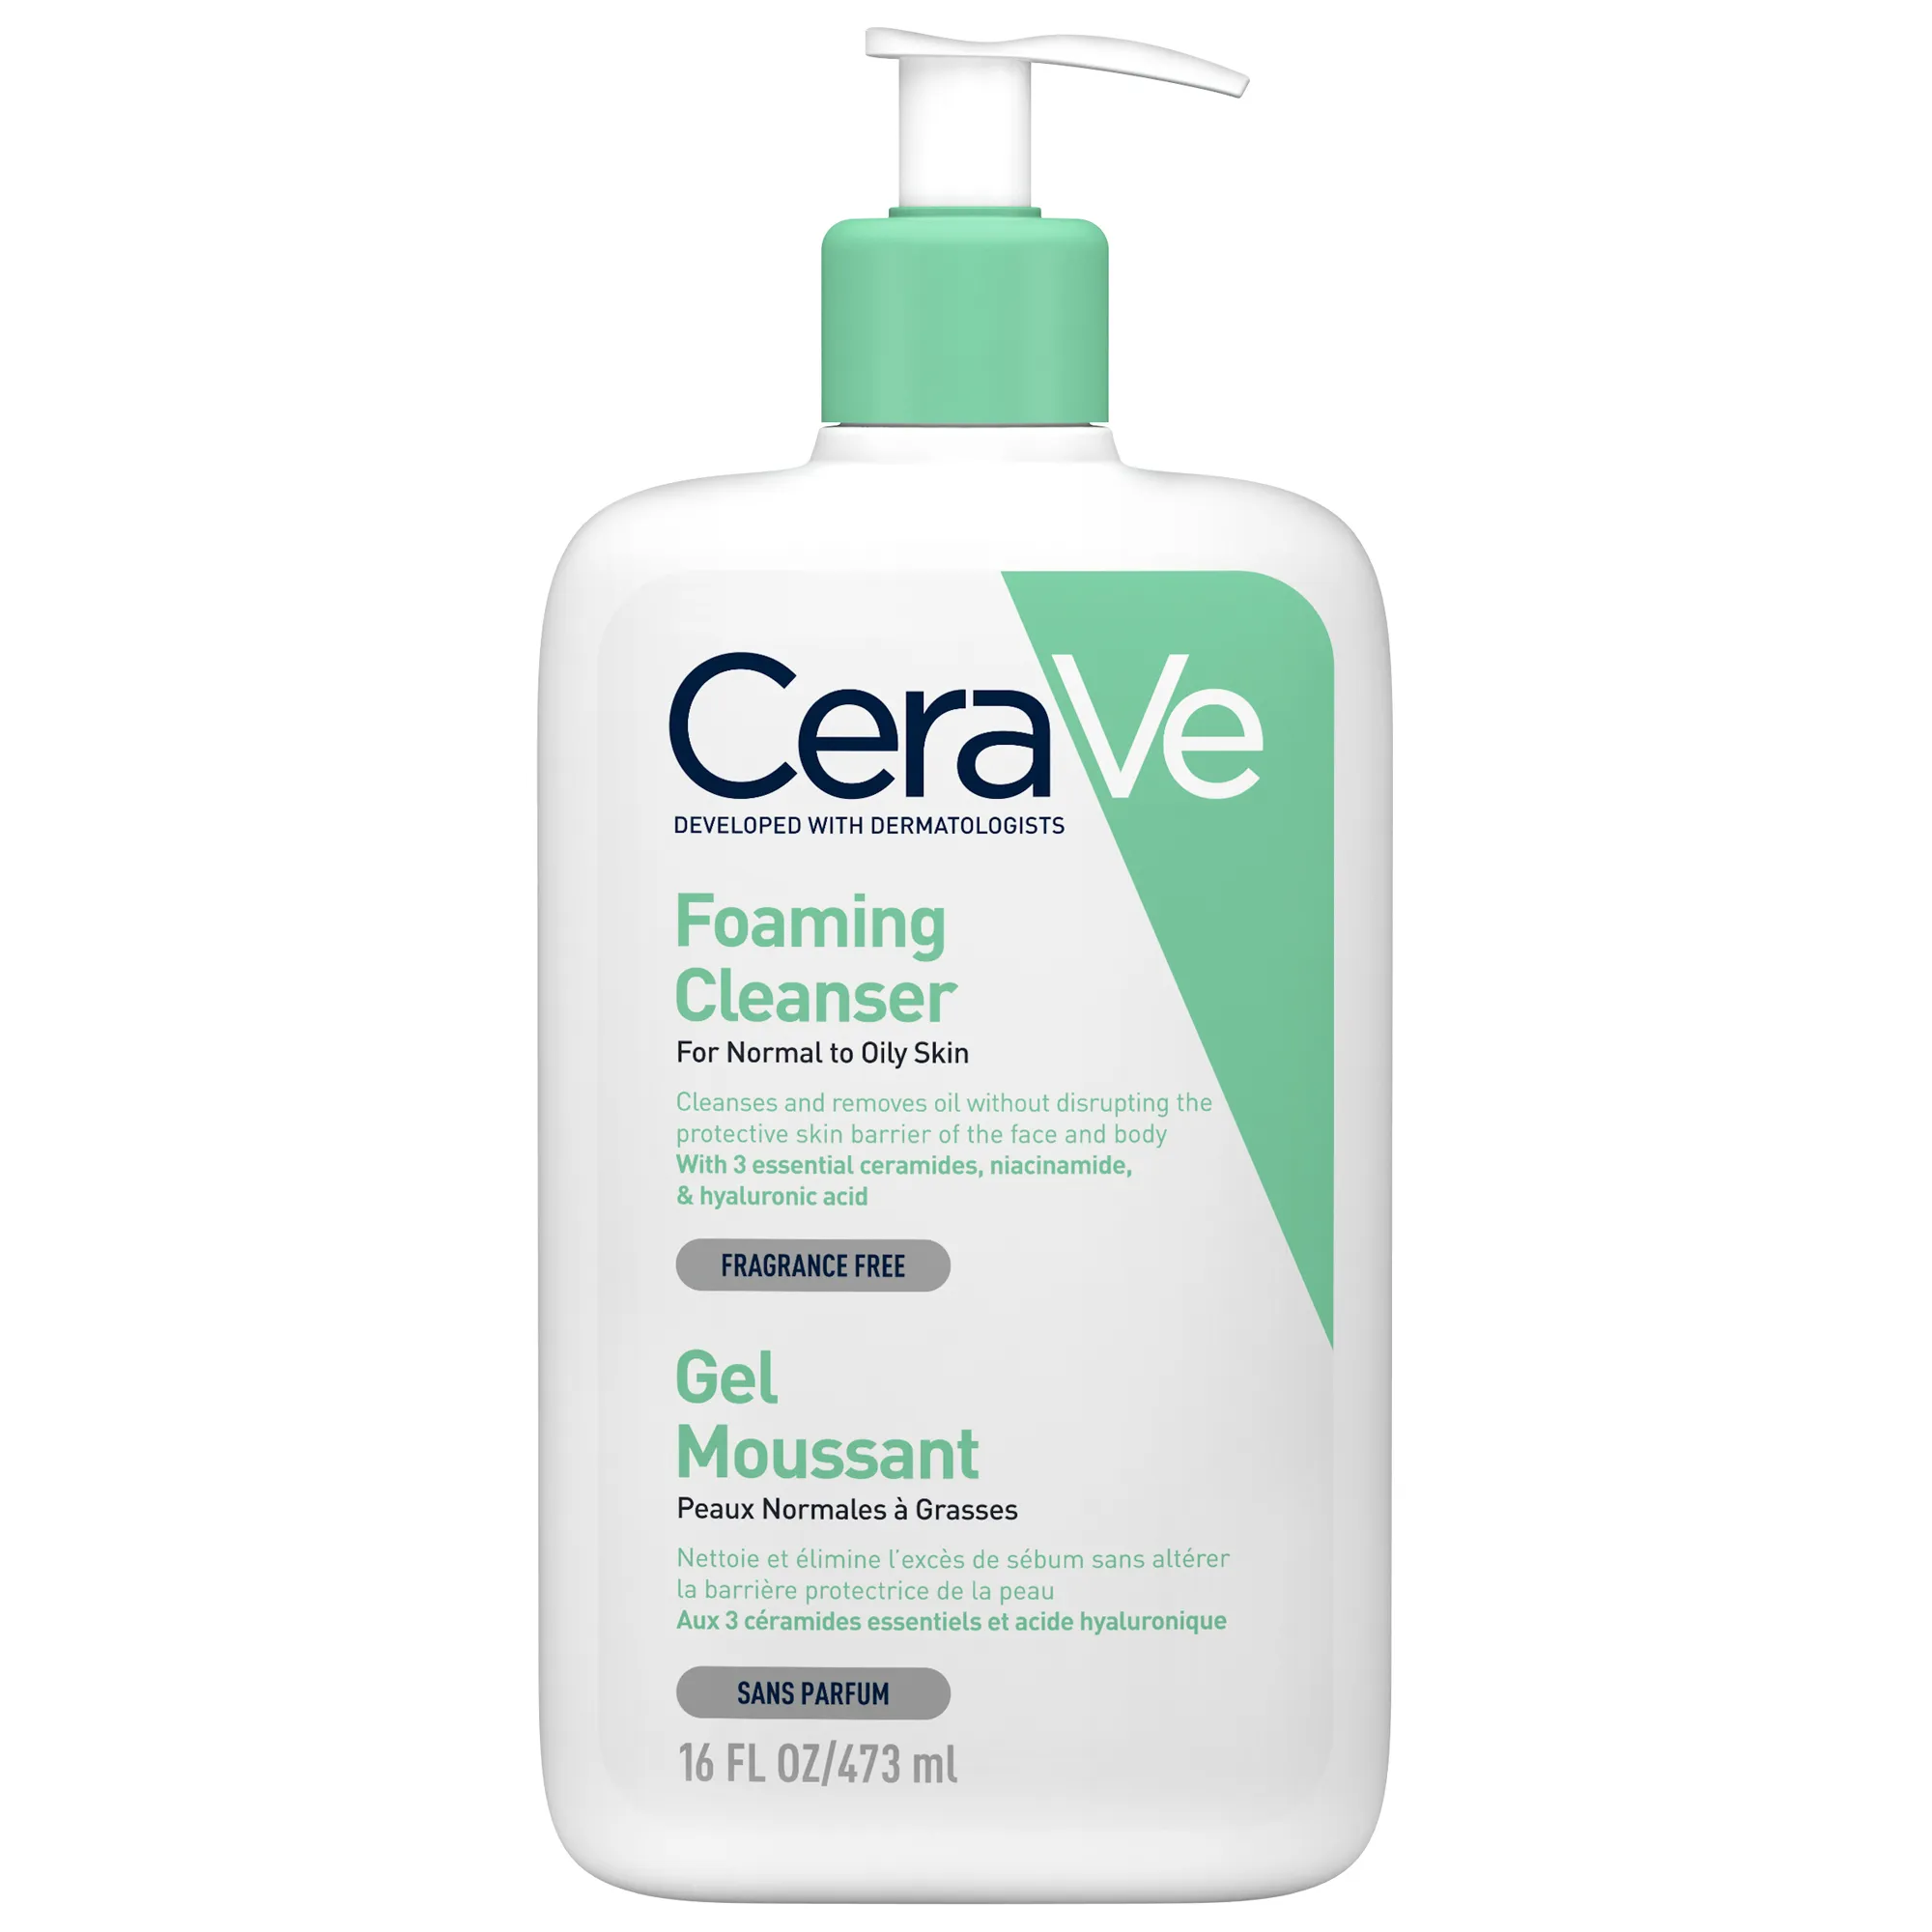 CeraVe
DEVELOPED WITH DERMATOLOGISTS
Foaming
Cleanser
For Normal to Oily Skin
Cleanses and removes oil without disrupting the
protective skin barrier of the face and body
With 3 essential ceramides, niacinamide,
& hyaluronic acid
FRAGRANCE FREE
Gel
Moussant
Peaux Normales à Grasses
Nettoie et élimine l'excès de sébum sans altérer
la barrière protectrice de la peau
Aux 3 céramides essentiels et acide hyaluronique
SANS PARFUM
16 FL OZ/473 ml